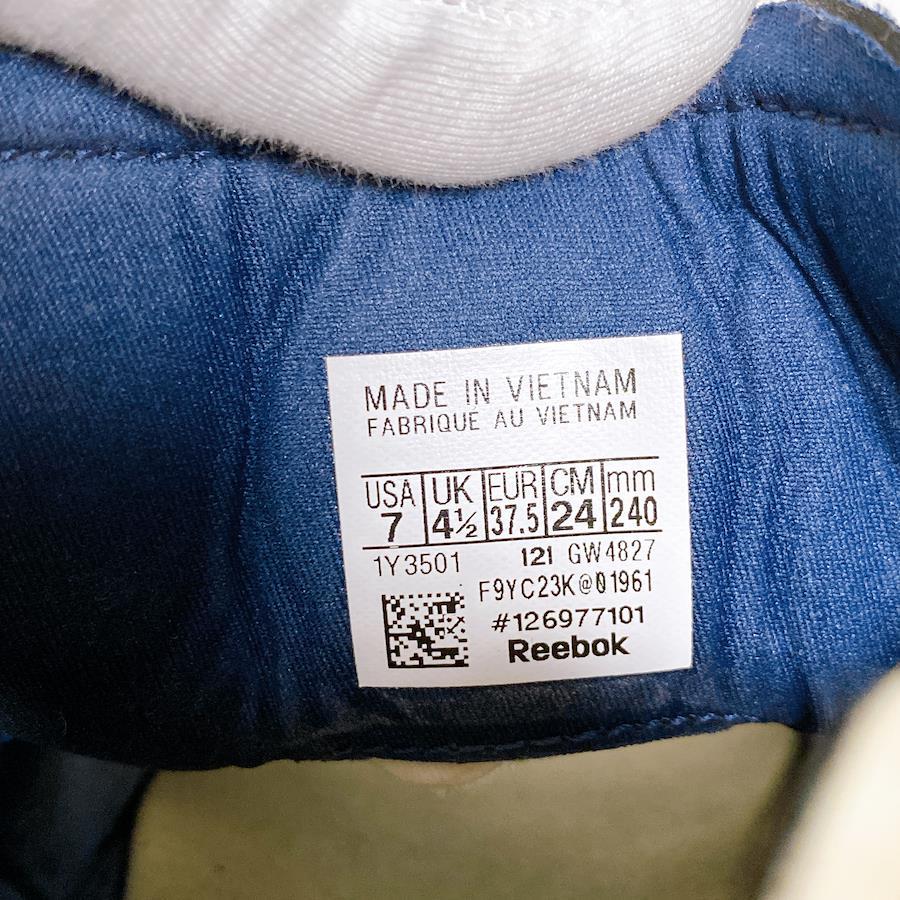 MADE IN VIETNAM
FABRIQUE AU VIETNAM
USA UK EUR CM mm
7 4½ 37.5 24 240
1Y3501 121 GW4827
F9YC23K@01961
#126977101
Reebok